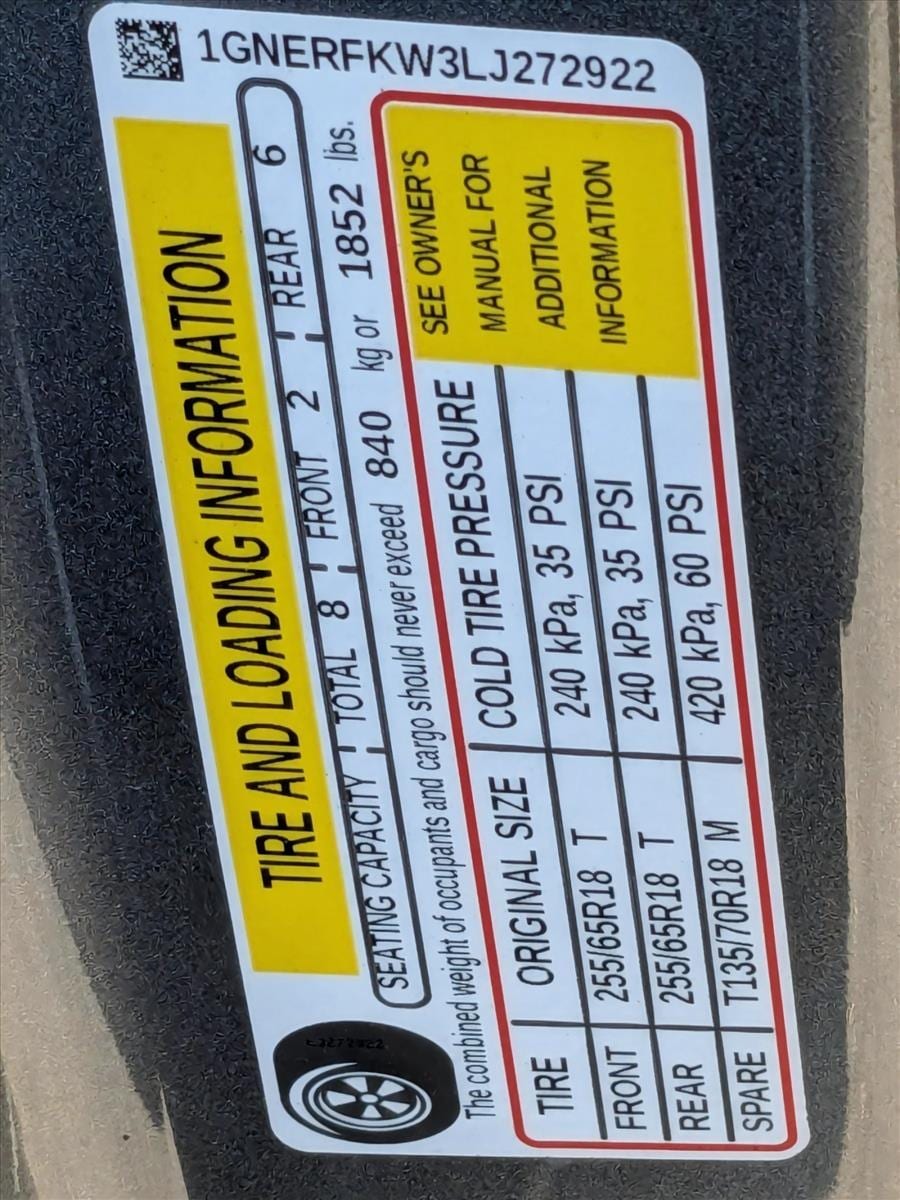 1GNERFKW3LJ272922
TIRE AND LOADING INFORMATION
SEATING CAPACITY TOTAL 8 FRONT 2 REAR 6
The combined weight of occupants and cargo should never exceed 840 kg or 1852 lbs.
TIRE ORIGINAL SIZE COLD TIRE PRESSURE
FRONT 255/65R18 T 240 kPa, 35 PSI
REAR 255/65R18 T 240 kPa, 35 PSI
SPARE T135/70R18 M 420 kPa, 60 PSI
SEE OWNER'S
MANUAL FOR
ADDITIONAL
INFORMATION